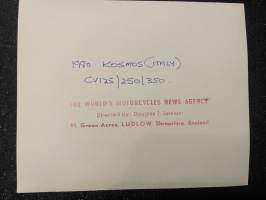 1980 KOSMOS (ITALY)
CV125/250/350.
THE WORLD'S MOTORCYCLES NEWS AGENCY
Directed by: Douglas J. Jackson
Green Acres, LUDLOW, Shropshire, England